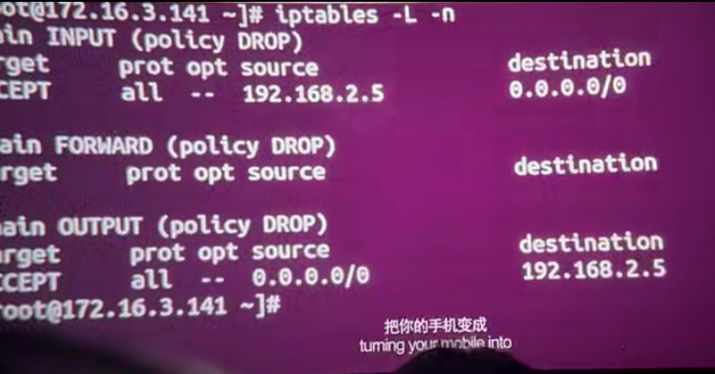 ot@172.16.3.141 ~]# iptables -L -n
ain INPUT (policy DROP)
rget prot opt source destination
CEPT all -- 192.168.2.5 0.0.0.0/0
ain FORWARD (policy DROP)
rget prot opt source destination
ain OUTPUT (policy DROP)
arget prot opt source destination
CCEPT all -- 0.0.0.0/0 192.168.2.5
root@172.16.3.141 ~]#
把你的手机变成
turning your mobile into